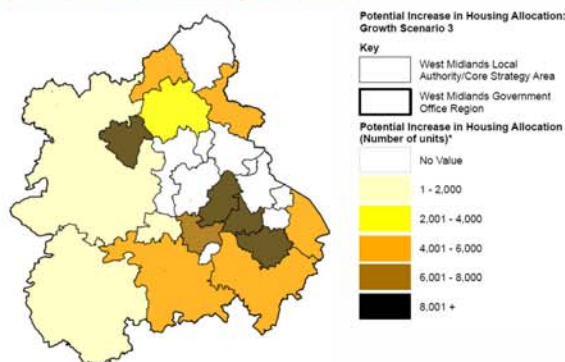 Potential Increase in Housing Allocation:
Growth Scenario 3
Key
West Midlands Local
Authority/Core Strategy Area
West Midlands Government
Office Region
Potential Increase in Housing Allocation
(Number of units)*
No Value
1 - 2,000
2,001 - 4,000
4,001 - 6,000
6,001 - 8,000
8,001 +